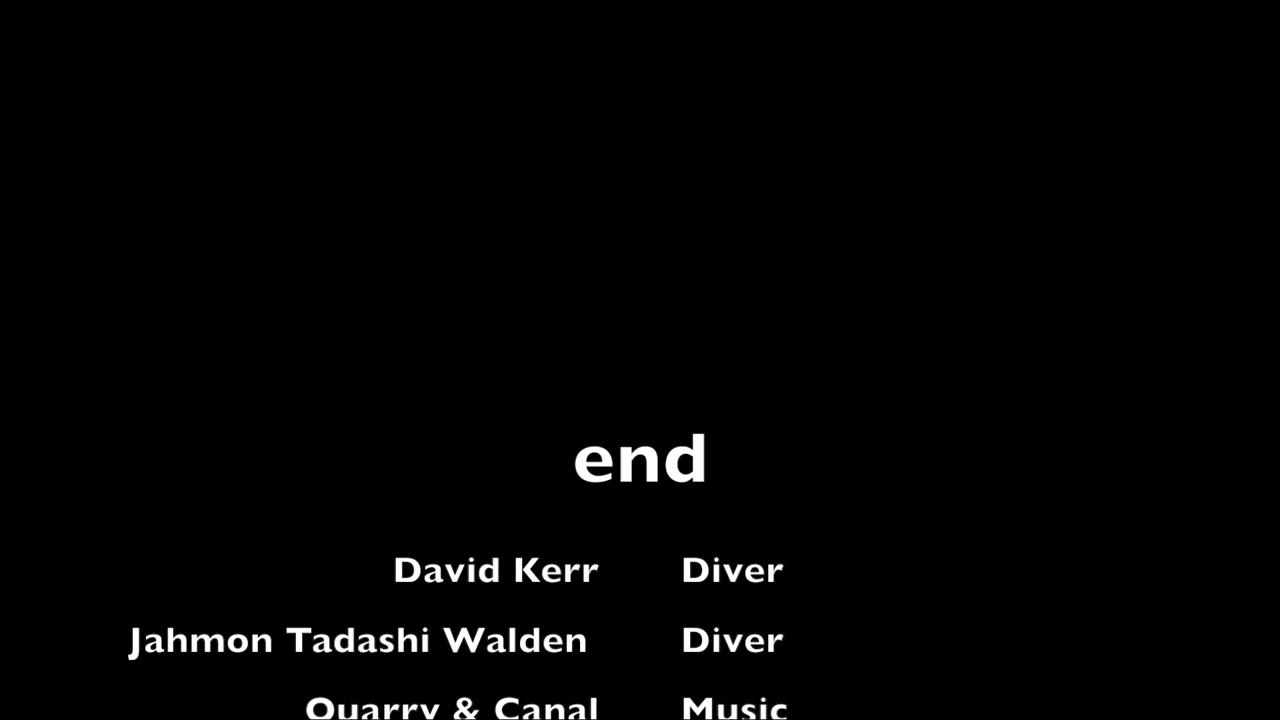 end
David Kerr Diver
Jahmon Tadashi Walden Diver
Quarry & Canal Music